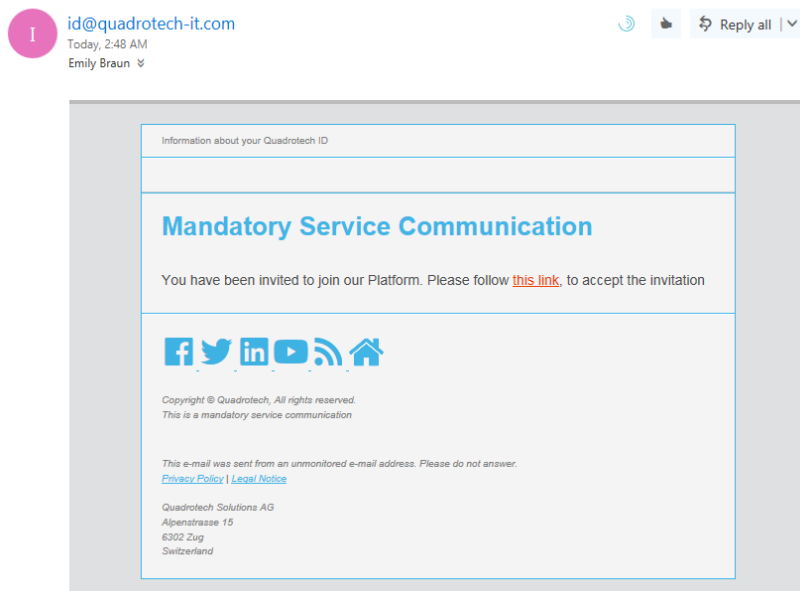 I
id@quadrotech-it.com
Today, 2:48 AM
Emily Braun
Reply all
Information about your Quadrotech ID
Mandatory Service Communication
You have been invited to join our Platform. Please follow this link, to accept the invitation
Copyright © Quadrotech, All rights reserved.
This is a mandatory service communication
This e-mail was sent from an unmonitored e-mail address. Please do not answer.
Privacy Policy | Legal Notice
Quadrotech Solutions AG
Alpenstrasse 15
6302 Zug
Switzerland